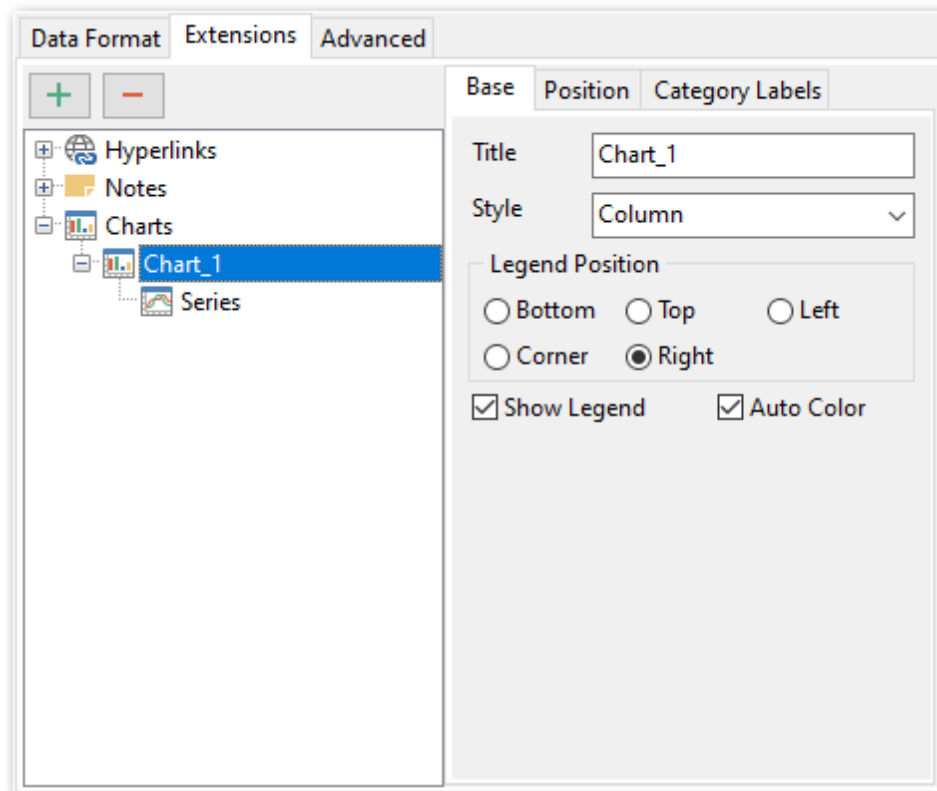 Data Format Extensions Advanced
Base Position Category Labels
Hyperlinks
Notes
Charts
Chart_1
Series
Title Chart_1
Style Column
Legend Position
Bottom Top Left
Corner Right
Show Legend Auto Color